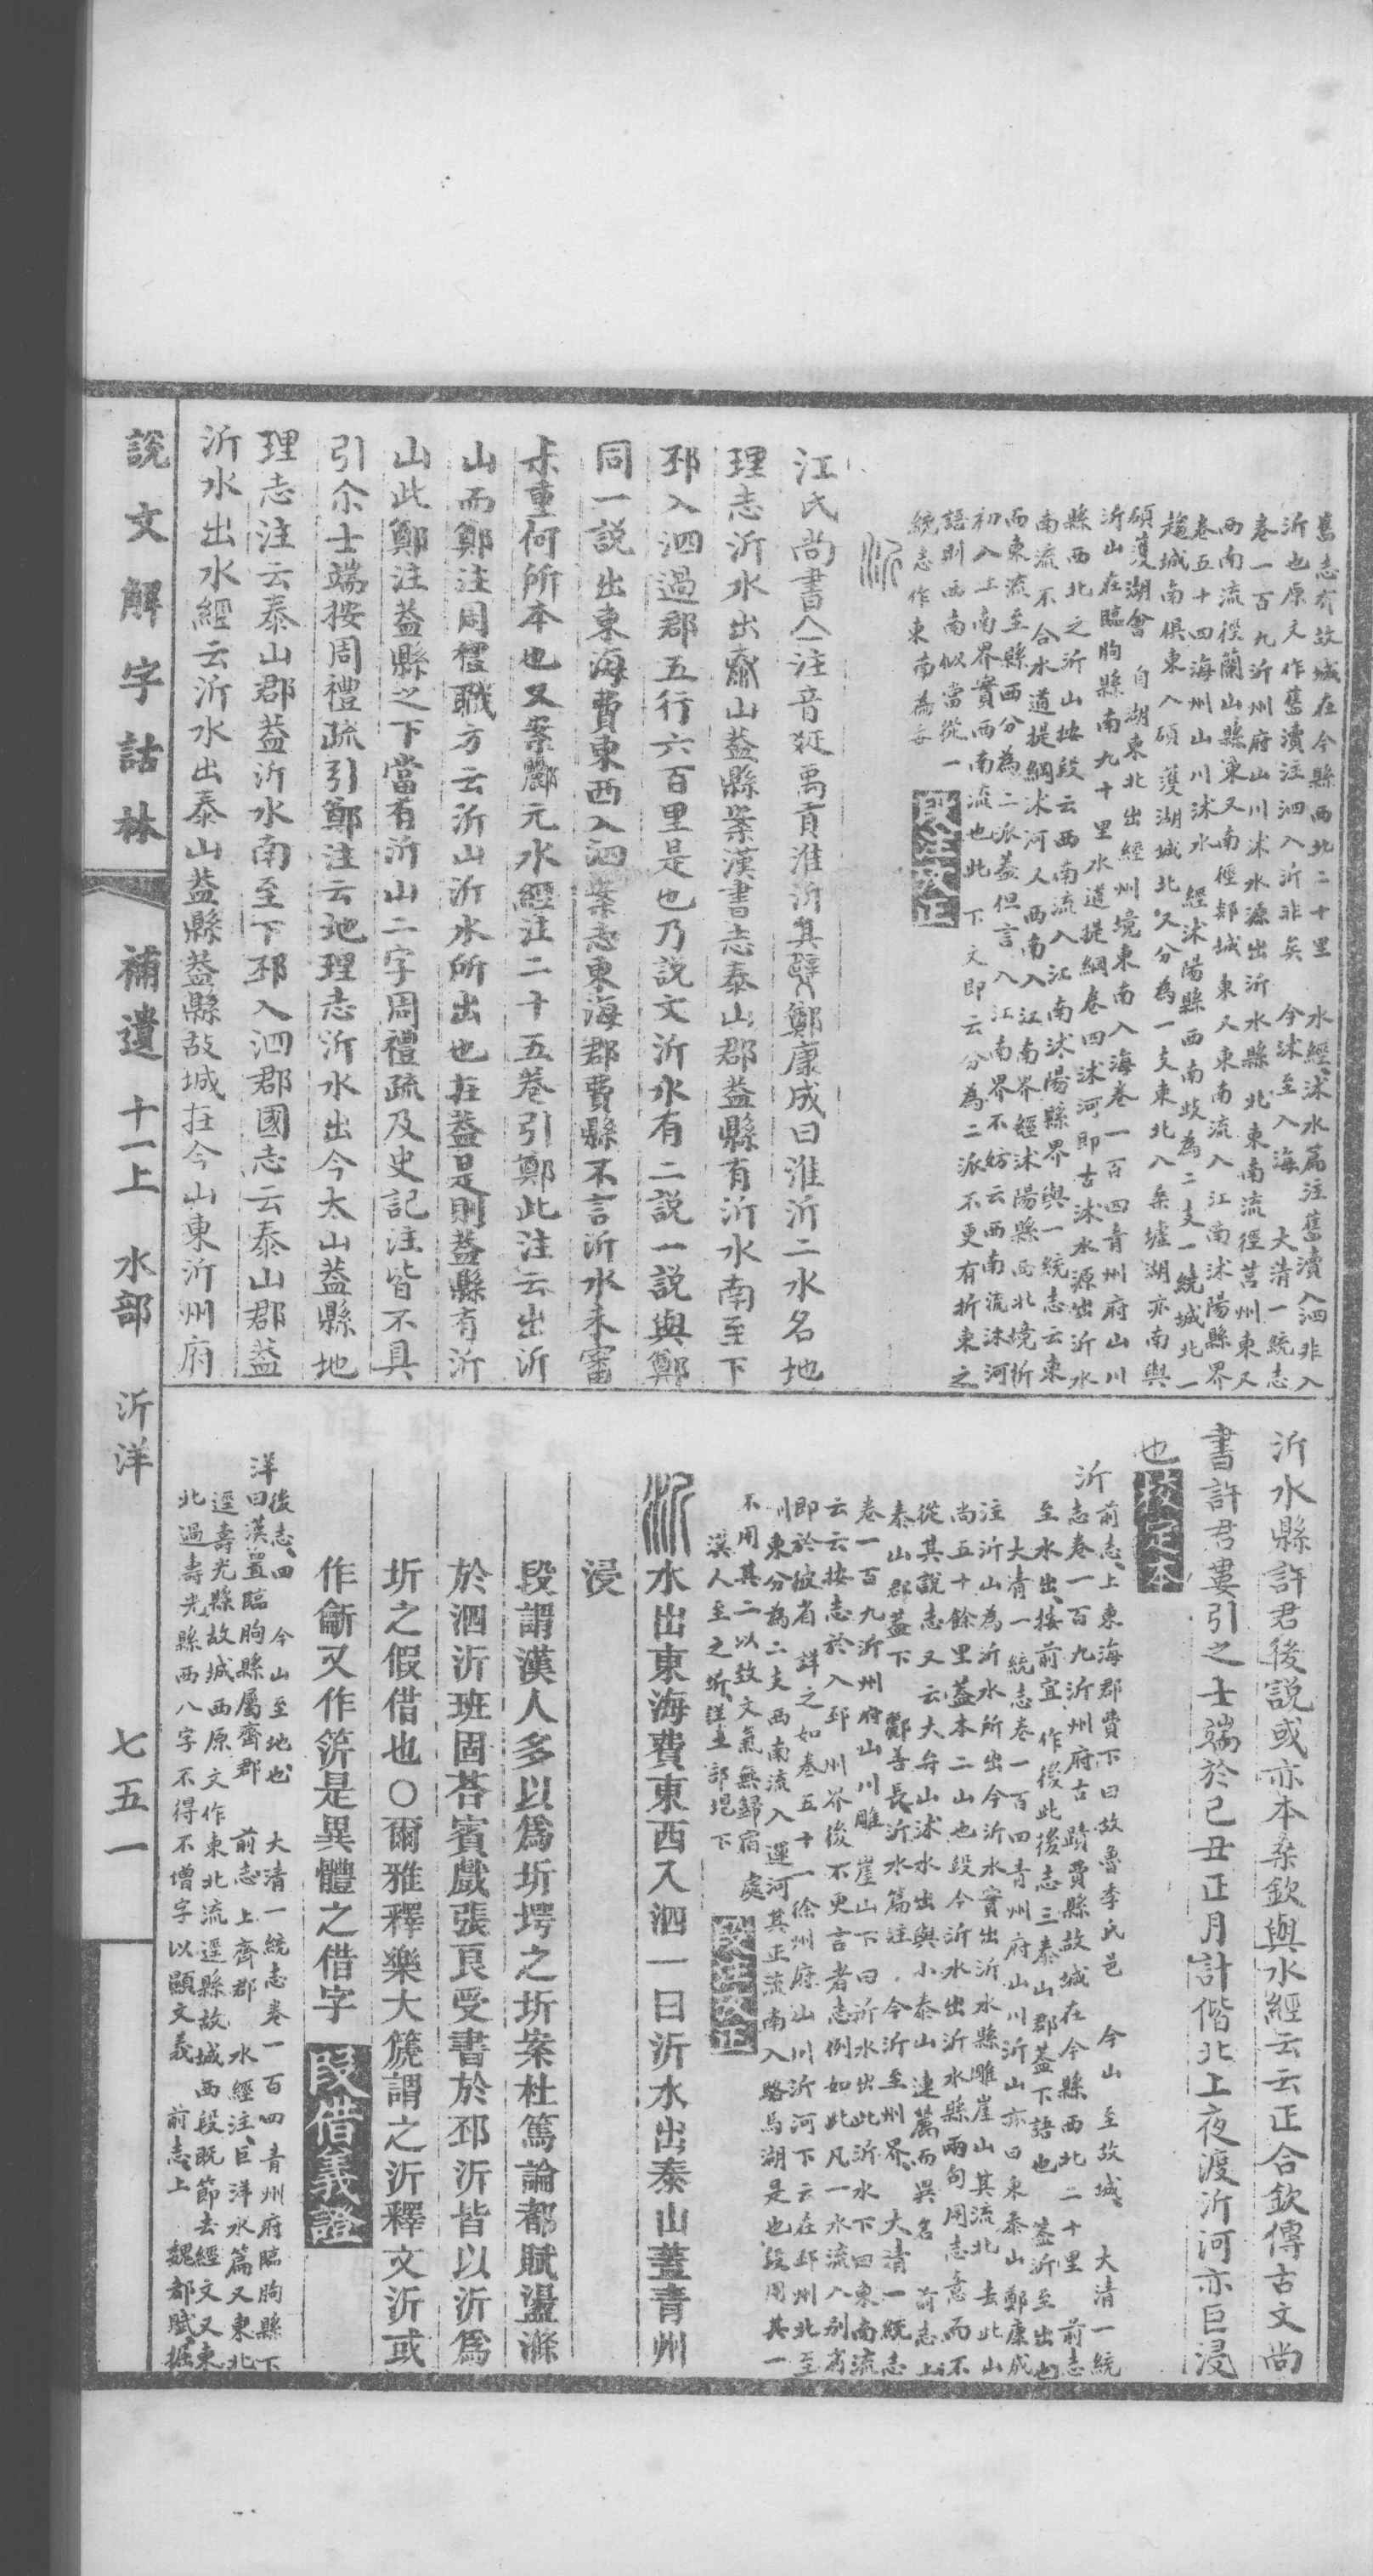 舊志有故城在今縣西北二十里　水經沭水篇注舊瀆入泗非入
沂也原文作舊瀆注泗入沂非矣　今沭至入海　大清一統志
卷一百九沂州府山川沭水源出沂水縣北東南流徑莒州東又
西南流徑蘭山縣東又南徑郯城東又東南流入江南沭陽縣界
卷五十四海州山川沭水　經沭陽縣西南歧為二支一繞城北一
趨城南俱東入碩　湖城北又分為一支東北入桑墟湖亦南與
碩　湖會　自湖東北出經州境東南入海卷一百四青州府山川
沂山在臨朐縣南九十里水道提綱卷四沭河即古沭水源出沂水
縣西北之沂山按段云西南流入江南沭陽縣界與一統志云東
南流不合水道提綱沭河人西南入江南界經沭陽縣西北境折
而東流至縣西分為二派蓋但言入江南界不妨云西南流沭河
初入上南界實西南流也此下文即云分為二派不更有折東之
語則西南似當從一
統志作東南為　段注　正
沂
江氏尚書亼注音疑禹貢淮沂其　鄭康成曰淮沂二水名地
理志沂水出　山葢縣案漢書志泰山郡葢縣有沂水南至下
邳入泗過郡五行六百里是也乃說文沂水有二說一說與鄭
同一說出東海費東西入泗案志東海郡費縣不言沂水未審
未重何所本也又案酈元水經注二十五卷引鄭此注云出沂
山而鄭注周禮職方云沂山沂水所出也在葢是則葢縣有沂
山此鄭注葢縣之下當有沂山二字周禮疏及史記注皆不具
引尒士端按周禮疏引鄭注云地理志沂水出今太山葢縣地
理志注云泰山郡葢沂水南至下邳入泗郡國志云泰山郡葢
沂水出水經云沂水出泰山葢縣葢縣故城在今山東沂州府
沂水縣許君後說或亦本桒欽與水經云云正合欽傳古文尚
書許君婁引之士端於己丑正月計偕北上夜渡沂河亦巨浸
也校定本
沂前志上東海郡費下曰故魯季氏邑　今山至故城　大清一統
志卷一百九沂州府古蹟費縣故城在今縣西北二十里　前志
至水出按前宜作後此後志三泰山郡葢下語也　葢沂至出也
大清一統志卷一百四青州府山川沂山亦曰東泰山鄭康成
注沂山為沂水所出今沂水實出沂水縣雕崖山其流北去此山
尚五十餘里葢本二山也段今沂水出沂水縣兩句用志意而不
從其說志又云大弁山沭水出與小泰山連麓而異名　前志上
泰山郡葢下　酈善長沂水篇注　今沂至州界　大清一統志
卷一百九沂州府山川雕崖山下曰沂水出此沂水下曰東南流
云云按志於入邳州界後不更言者志例如此凡一水流入別省
即於彼省詳之如卷五十一徐州府山川沂河下云在邳州北至
州東分為二支西南流入運河其正流南入駱馬湖是也段用其一
不用其二以致文氣無歸宿處
漢人至之圻洋圭部垠下　段注攷正
沂水出東海費東西入泗一曰沂水出泰山蓋青州
浸
段謂漢人多以爲圻堮之圻案杜篤論都賦盪滌
於泗沂班固荅賓戲張良受書於邳沂皆以沂爲
圻之假借也〇爾雅釋樂大箎謂之沂釋文沂或
作齗又作䇢是異體之借字　段借義證
洋後志四　今山至地也　大清一統志卷一百四青州府臨朐縣下
曰漢置臨朐縣屬齊郡　前志上齊郡　水經注巨洋水篇又東北
逕壽光縣故城西原文作東北流逕縣故城西段既節去經文又東
北過壽光縣西八字不得不增字以顯文義　前志上　魏都賦據
說文解字詁林　補遺　十一上　水部　沂洋　七五一